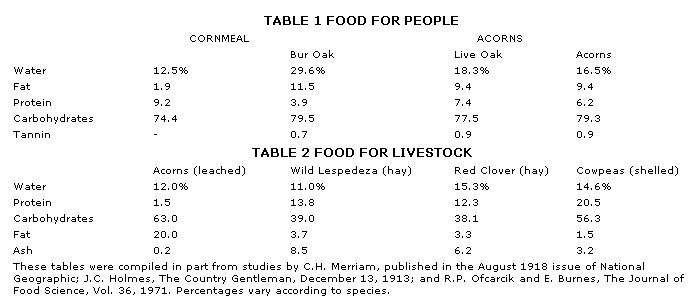 TABLE 1 FOOD FOR PEOPLE
CORNMEAL ACORNS
Bur Oak Live Oak Acorns
Water 12.5% 29.6% 18.3% 16.5%
Fat 1.9 11.5 9.4 9.4
Protein 9.2 3.9 7.4 6.2
Carbohydrates 74.4 79.5 77.5 79.3
Tannin - 0.7 0.9 0.9
TABLE 2 FOOD FOR LIVESTOCK
Acorns (leached) Wild Lespedeza (hay) Red Clover (hay) Cowpeas (shelled)
Water 12.0% 11.0% 15.3% 14.6%
Protein 1.5 13.8 12.3 20.5
Carbohydrates 63.0 39.0 38.1 56.3
Fat 20.0 3.7 3.3 1.5
Ash 0.2 8.5 6.2 3.2
These tables were compiled in part from studies by C.H. Merriam, published in the August 1918 issue of National
Geographic; J.C. Holmes, The Country Gentleman, December 13, 1913; and R.P. Ofcarcik and E. Burnes, The Journal of
Food Science, Vol. 36, 1971. Percentages vary according to species.